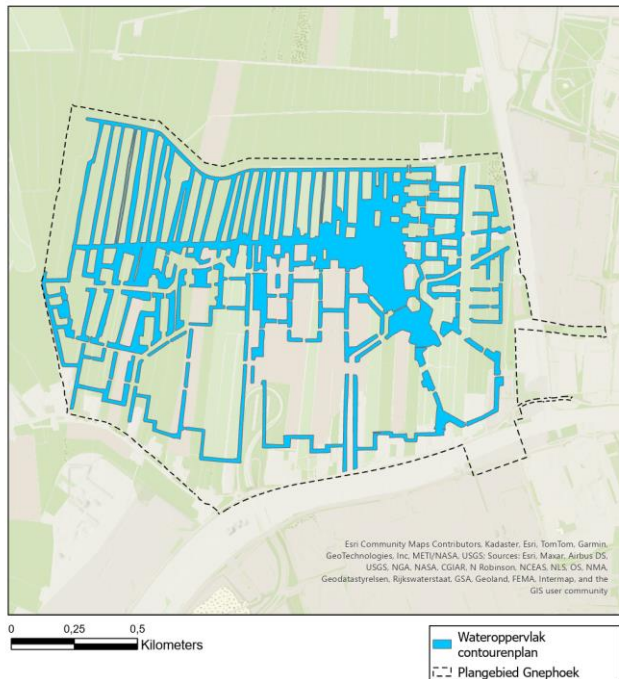 Esri Community Maps Contributors, Kadaster, Esri, TomTom, Garmin,
GeoTechnologies, Inc, METI/NASA, USGS; Sources: Esri, Maxar, Airbus DS,
USGS, NGA, NASA, CGIAR, N Robinson, NCEAS, NLS, OS, NMA,
Geodatastyrelsen, Rijkswaterstaat, GSA, Geoland, FEMA, Intermap, and the
GIS user community
0 0,25 0,5
Kilometers
Wateroppervlak
contourenplan
Plangebied Gnephoek